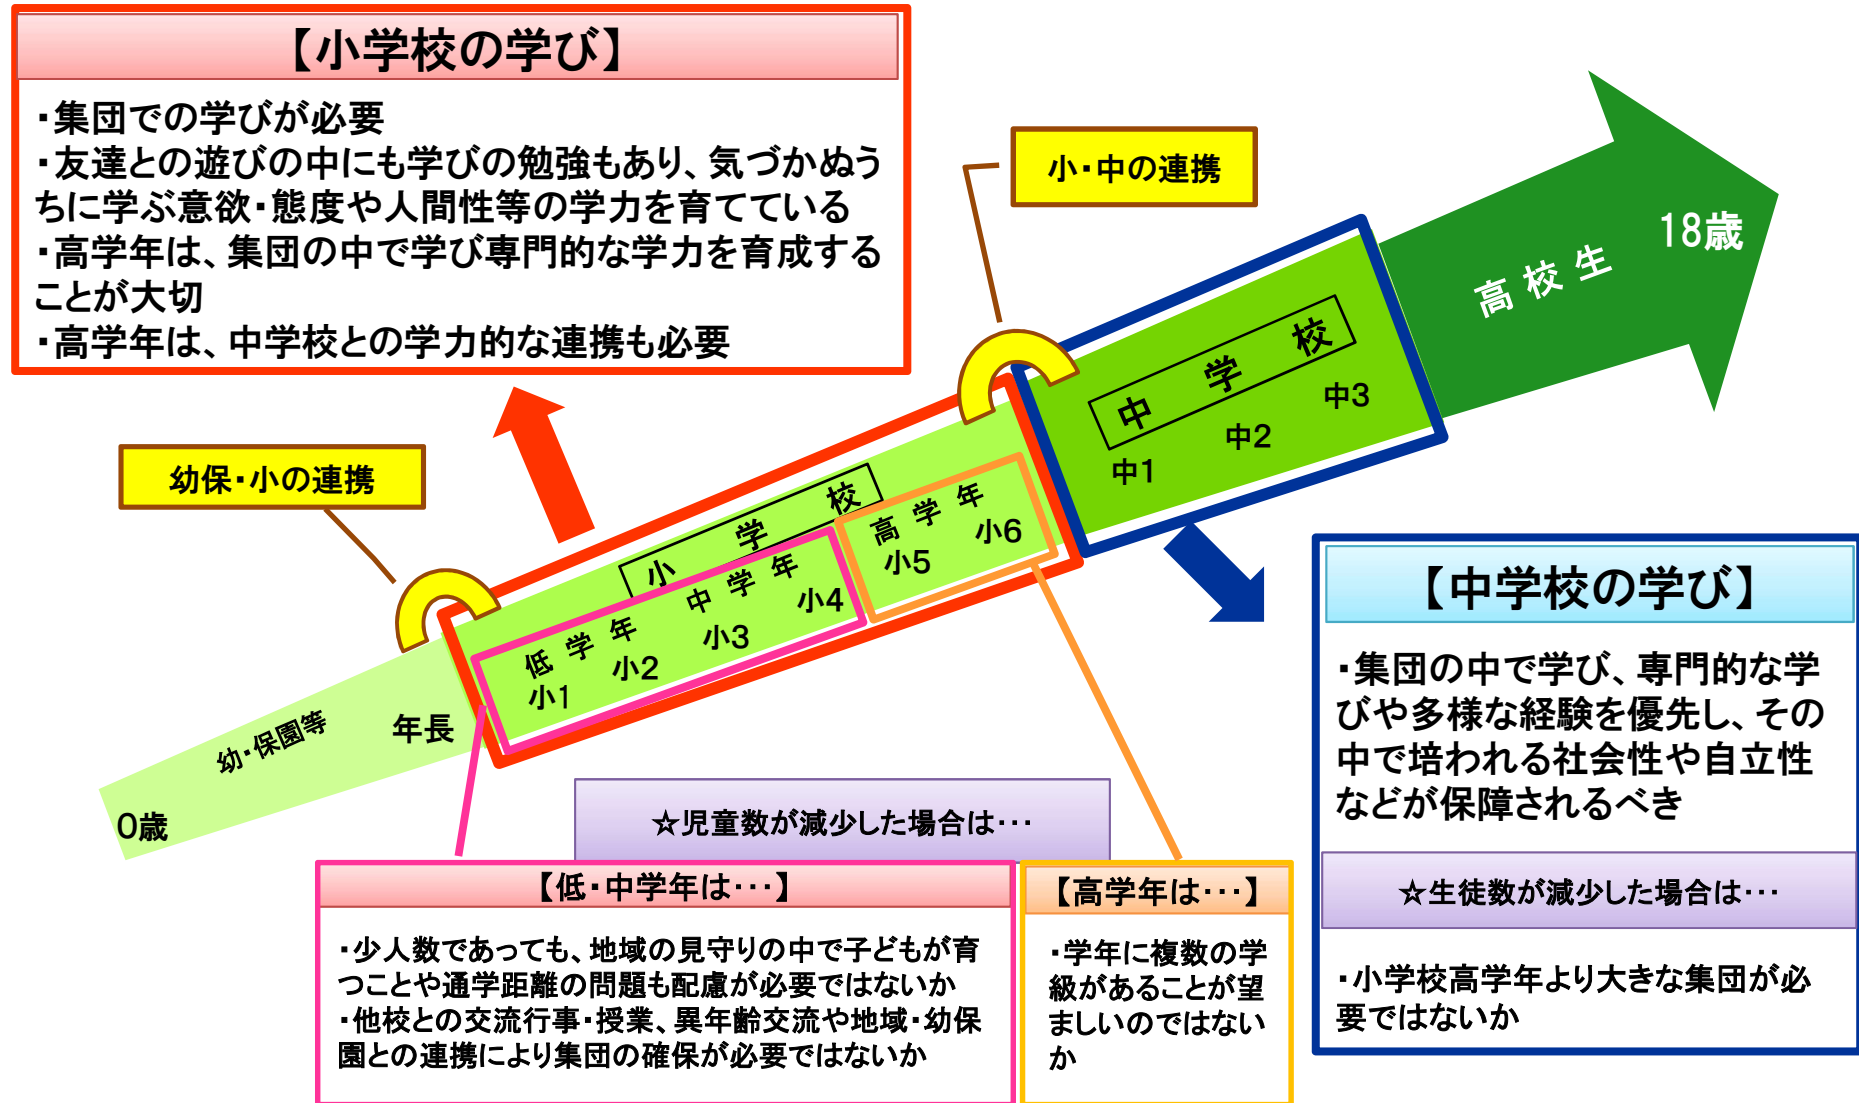 【小学校の学び】
・集団での学びが必要
・友達との遊びの中にも学びの勉強もあり、気づかぬう
ちに学ぶ意欲・態度や人間性等の学力を育てている
・高学年は、集団の中で学び専門的な学力を育成する
ことが大切
・高学年は、中学校との学力的な連携も必要
小・中の連携
18歳
高校生
中学校
中1
中2
中3
幼保・小の連携
小学校
高学年
小5
小6
中学年
小3
小4
低学年
小1
小2
年長
幼・保園等
0歳
【中学校の学び】
・集団の中で学び、専門的な学
びや多様な経験を優先し、その
中で培われる社会性や自立性
などが保障されるべき
☆生徒数が減少した場合は・・・
・小学校高学年より大きな集団が必
要ではないか
☆児童数が減少した場合は・・・
【低・中学年は・・・】
・少人数であっても、地域の見守りの中で子どもが育
つことや通学距離の問題も配慮が必要ではないか
・他校との交流行事・授業、異年齢交流や地域・幼保
園との連携により集団の確保が必要ではないか
【高学年は・・・】
・学年に複数の学
級があることが望
ましいのではない
か